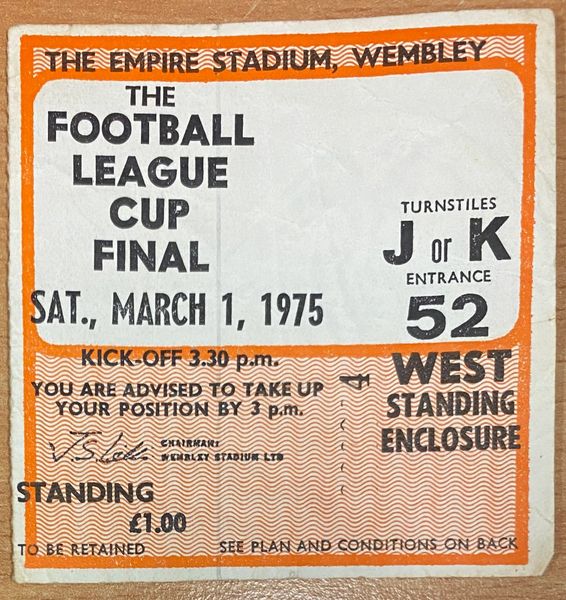 THE EMPIRE STADIUM, WEMBLEY
THE
FOOTBALL
LEAGUE
CUP
FINAL
SAT., MARCH 1, 1975
TURNSTILES
J or K
ENTRANCE
52
WEST
STANDING
ENCLOSURE
KICK-OFF 3.30 p.m.
YOU ARE ADVISED TO TAKE UP
YOUR POSITION BY 3 p.m.
CHAIRMAN:
WEMBLEY STADIUM LTD
4
STANDING
£1.00
TO BE RETAINED
SEE PLAN AND CONDITIONS ON BACK